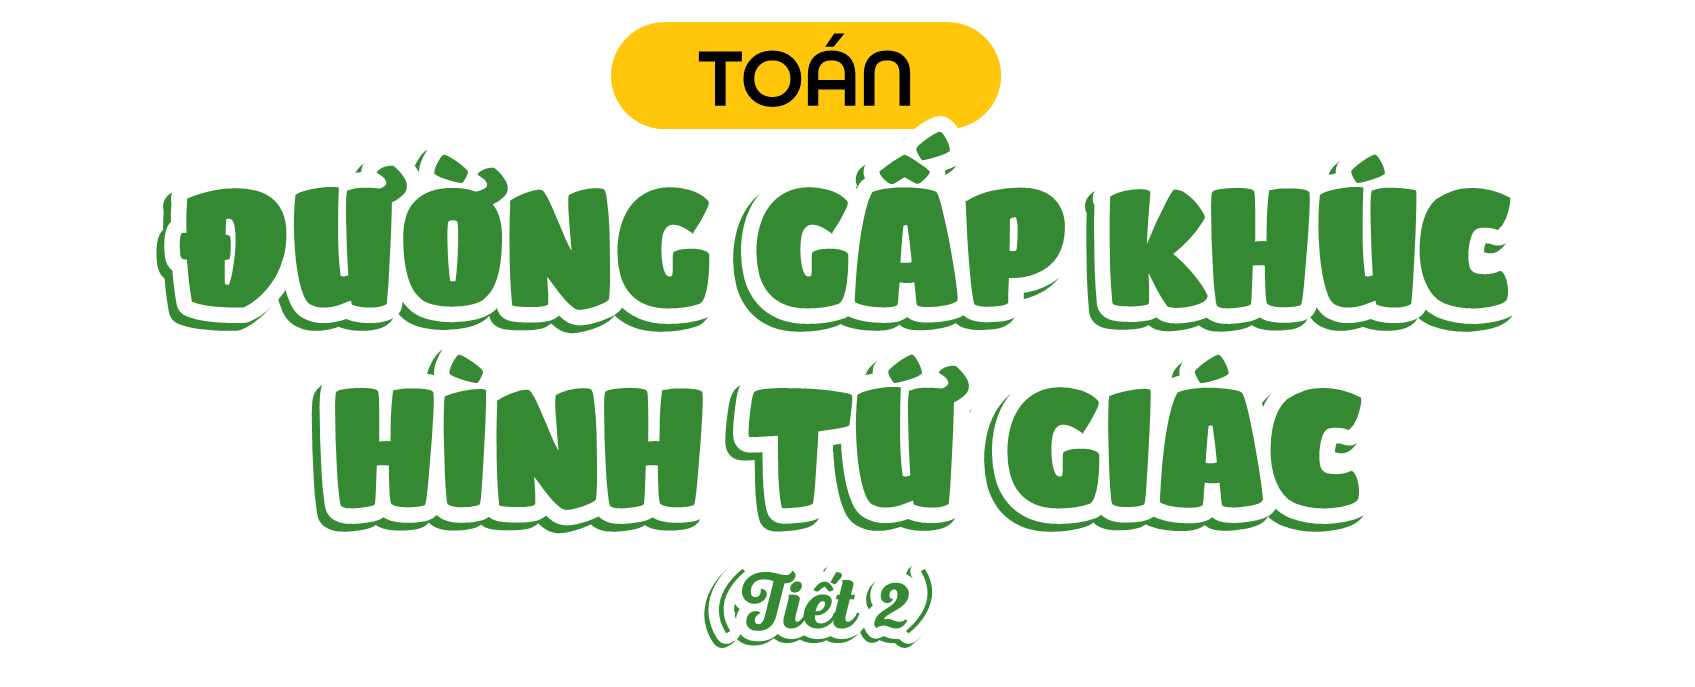 TOÁN
ĐƯỜNG GẤP KHÚC
HÌNH TỨ GIÁC
(Tiết 2)